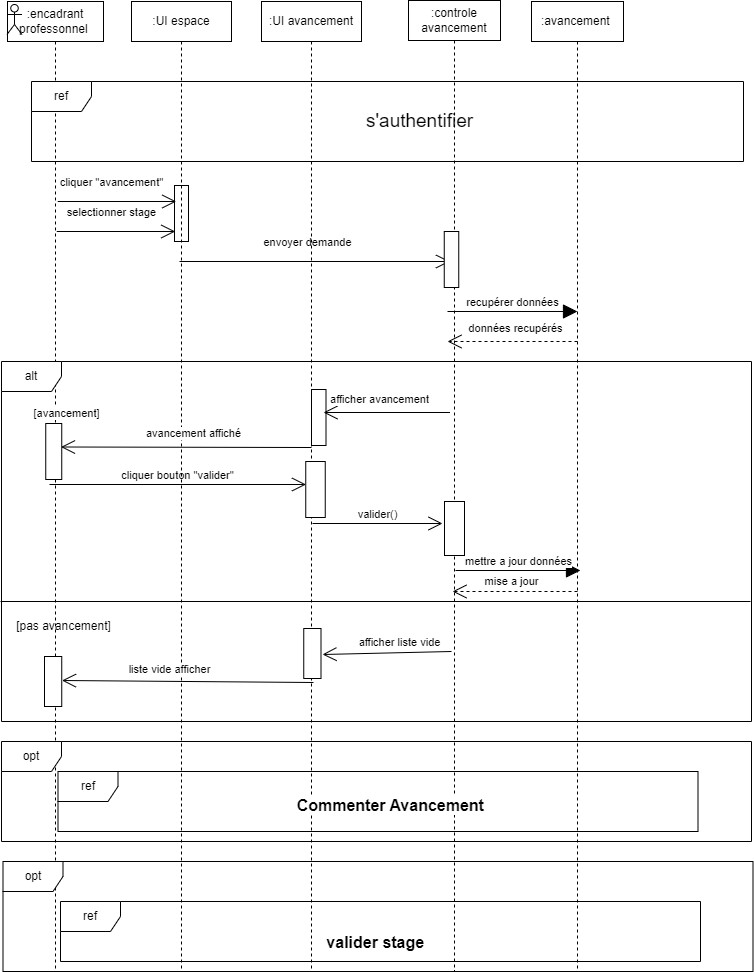 :encadrant
professonnel
:UI espace
:UI avancement
:controle
avancement
:avancement
ref
s'authentifier
cliquer "avancement"
selectionner stage
envoyer demande
recupérer données
données recupérés
alt
afficher avancement
[avancement]
avancement affiché
cliquer bouton "valider"
valider()
mettre a jour données
mise a jour
[pas avancement]
afficher liste vide
liste vide afficher
opt
ref
Commenter Avancement
opt
ref
valider stage